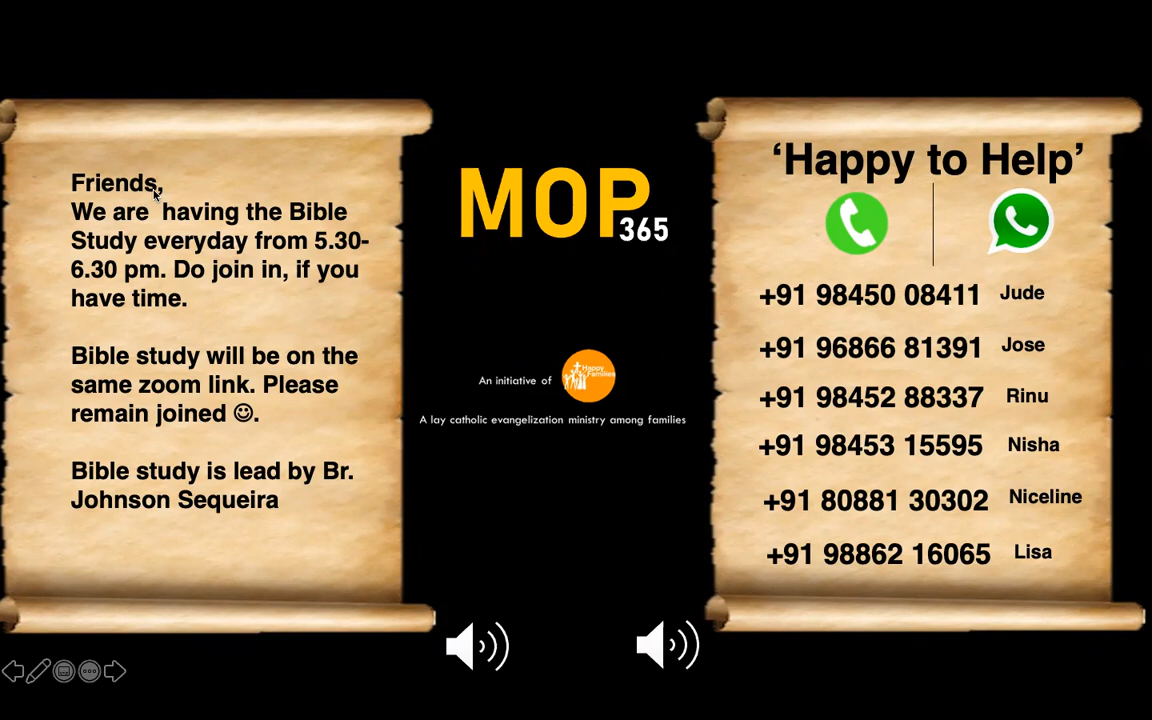 Friends,
We are  having the Bible
Study everyday from 5.30-
6.30 pm. Do join in, if you
have time.
Bible study will be on the
same zoom link. Please
remain joined ☺.
Bible study is lead by Br.
Johnson Sequeira
MOP
365
An initiative of
Happy
Families
A lay catholic evangelization ministry among families
‘Happy to Help’
+91 98450 08411 Jude
+91 96866 81391 Jose
+91 98452 88337 Rinu
+91 98453 15595 Nisha
+91 80881 30302 Niceline
+91 98862 16065 Lisa